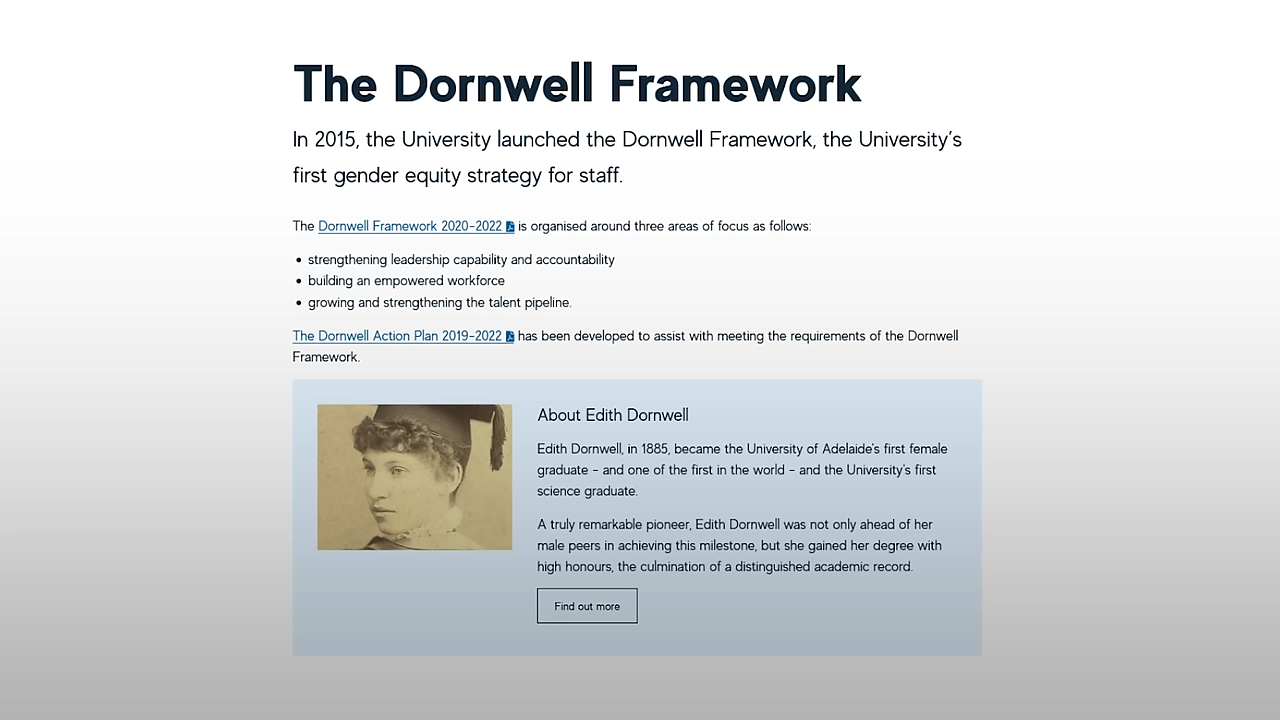 The Dornwell Framework
In 2015, the University launched the Dornwell Framework, the University's
first gender equity strategy for staff.
The Dornwell Framework 2020-2022 is organised around three areas of focus as follows:
• strengthening leadership capability and accountability
• building an empowered workforce
• growing and strengthening the talent pipeline.
The Dornwell Action Plan 2019-2022 has been developed to assist with meeting the requirements of the Dornwell
Framework.
About Edith Dornwell
Edith Dornwell, in 1885, became the University of Adelaide's first female
graduate - and one of the first in the world - and the University's first
science graduate.
A truly remarkable pioneer, Edith Dornwell was not only ahead of her
male peers in achieving this milestone, but she gained her degree with
high honours, the culmination of a distinguished academic record.
Find out more